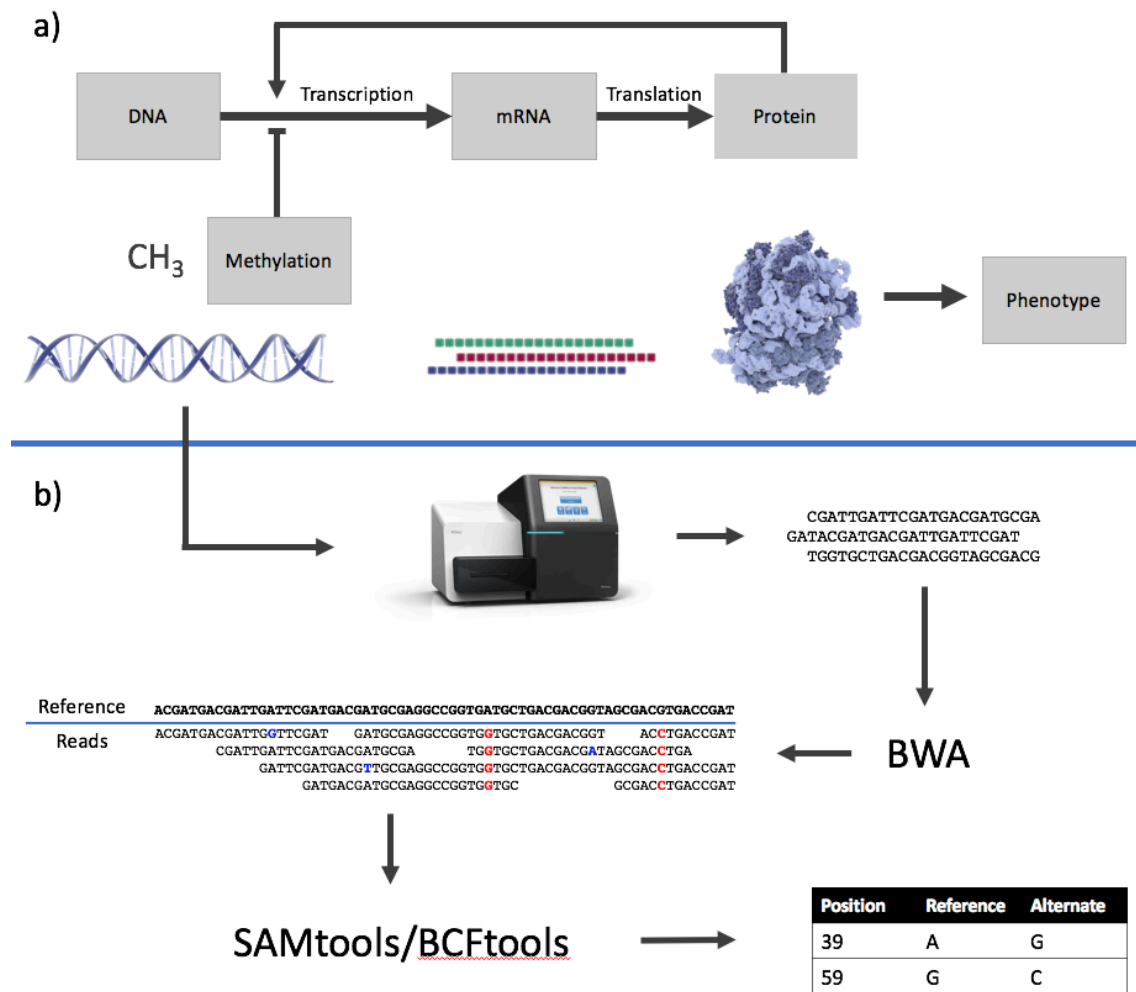 a)
DNA
Transcription
mRNA
Translation
Protein
CH3
Methylation
Phenotype
b)
CGATTGATTCGATGACGATGCGA
GATACGATGACGATTGATTCGAT
TGGTGCTGACGACGGTAGCGACG
Reference ACGATGACGATTGATTCGATGACGATGCGAGGCCGGTGATGCTGACGACGGTAGCGACGTGACCGAT
Reads ACGATGACGATTGGTTCGAT GATGCGAGGCCGGTGGTGCTGACGACGGT ACCTGACCGAT
CGATTGATTCGATGACGATGCGA TGGTGCTGACGACGATAGCGACCTGA
GATTCGATGACGTTGCGAGGCCGGTGGTGCTGACGACGGTAGCGACCTGACCGAT
GATGACGATGCGAGGCCGGTGGTGC GCGACCTGACCGAT
BWA
SAMtools/BCFtools
Position Reference Alternate
39 A G
59 G C